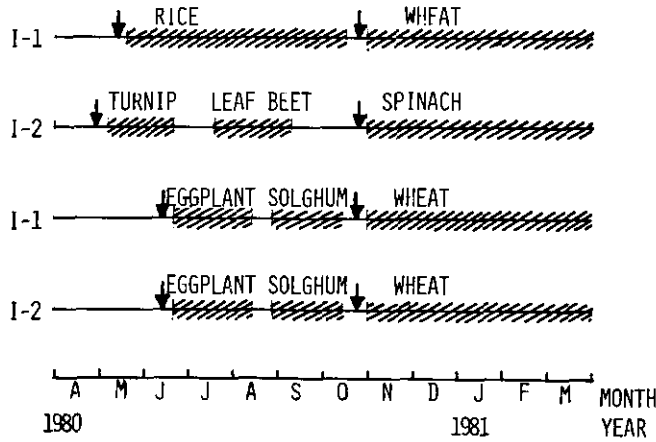 RICE WHEAT
I-1
TURNIP LEAF BEET SPINACH
I-2
EGGPLANT SOLGHUM WHEAT
I-1
EGGPLANT SOLGHUM WHEAT
I-2
A M J J A S O N D J F M MONTH
1980 1981 YEAR